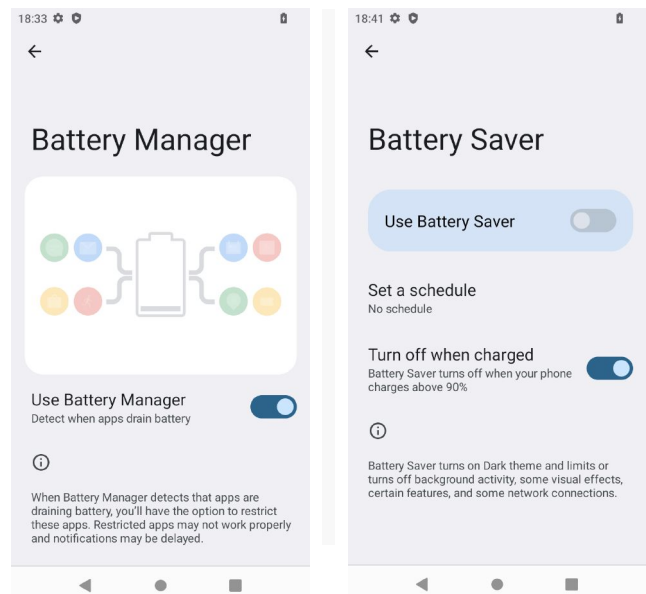 18:33
Battery Manager
Use Battery Manager
Detect when apps drain battery
When Battery Manager detects that apps are
draining battery, you'll have the option to restrict
these apps. Restricted apps may not work properly
and notifications may be delayed.
18:41
Battery Saver
Use Battery Saver
Set a schedule
No schedule
Turn off when charged
Battery Saver turns off when your phone
charges above 90%
Battery Saver turns on Dark theme and limits or
turns off background activity, some visual effects,
certain features, and some network connections.